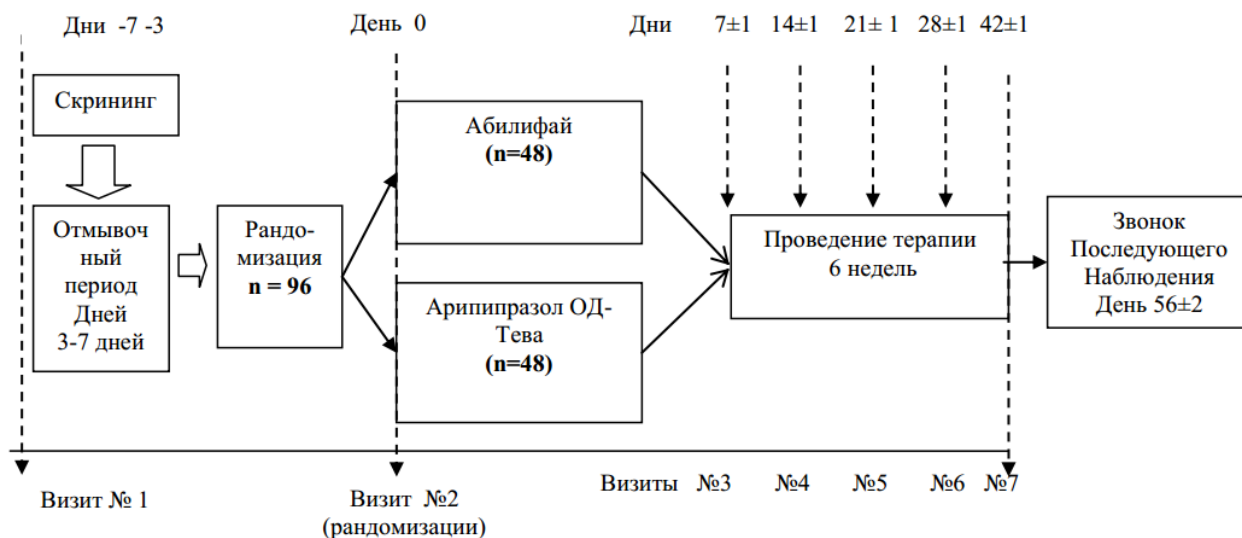 Дни -7 -3
День 0
Дни 7±1 14±1 21± 1 28±1 42±1
Скрининг
Отмывоч
ный
период
Дней
3-7 дней
Рандо-
мизация
n = 96
Абилифай
(n=48)
Арипипразол ОД-
Тева
(n=48)
Проведение терапии
6 недель
Звонок
Последующего
Наблюдения
День 56±2
Визит № 1
Визит №2
(рандомизации)
Визиты №3 №4 №5 №6 №7